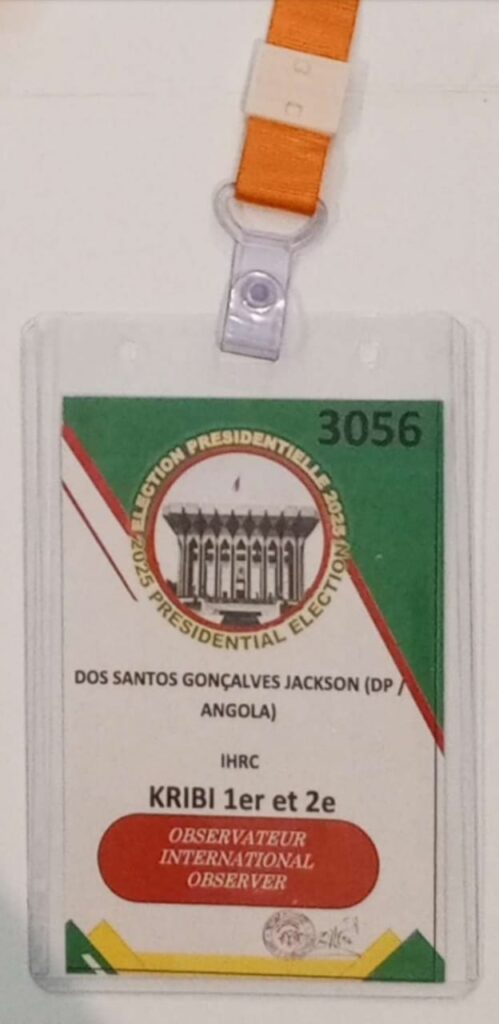 3056
ELECTION PRESIDENTIELLE 2025
2025 PRESIDENTIAL ELECTION
DOS SANTOS GONÇALVES JACKSON (DP /
ANGOLA)
IHRC
KRIBI 1er et 2e
OBSERVATEUR
INTERNATIONAL
OBSERVER